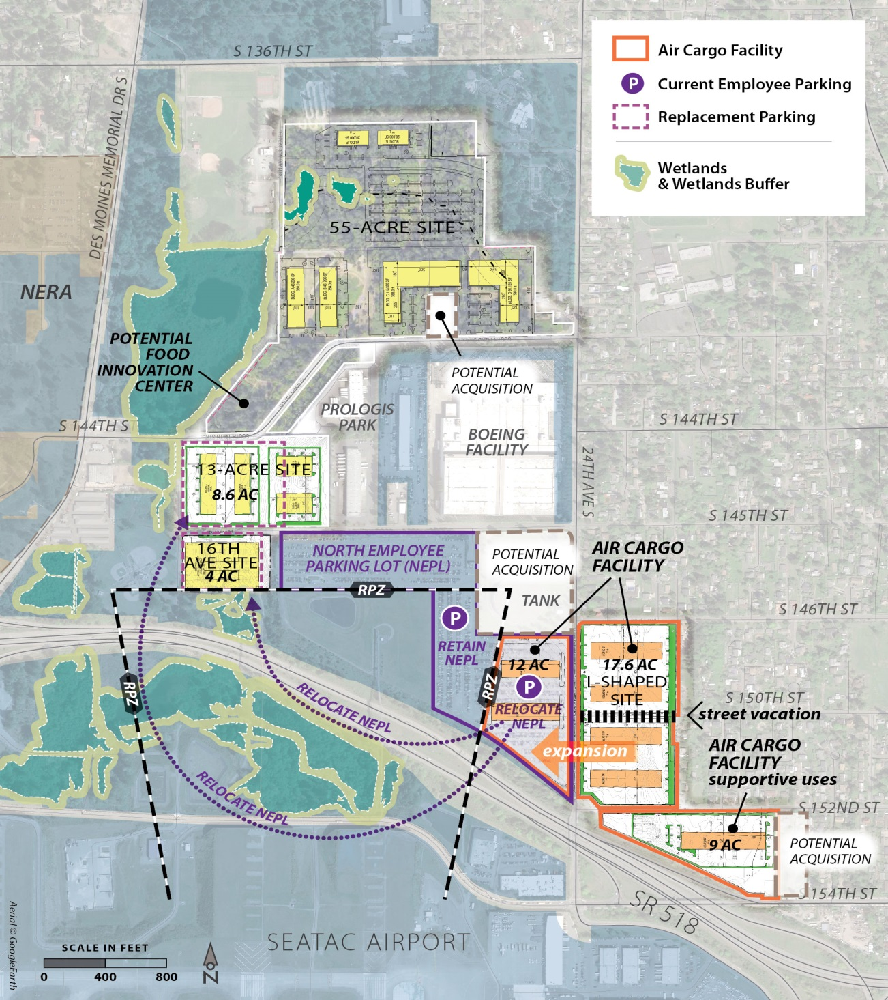 S 136TH ST
Air Cargo Facility
P
Current Employee Parking
Replacement Parking
Wetlands
& Wetlands Buffer
DES MOINES MEMORIAL DR S
55-ACRE SITE
NERA
POTENTIAL
FOOD
INNOVATION
CENTER
POTENTIAL
ACQUISITION
PROLOGIS
PARK
BOEING
FACILITY
S 144TH S
S 144TH ST
24TH AVE S
13-ACRE SITE
8.6 AC
S 145TH ST
16TH
AVE SITE
4 AC
NORTH EMPLOYEE
PARKING LOT (NEPL)
POTENTIAL
ACQUISITION
TANK
AIR CARGO
FACILITY
RPZ
S 146TH ST
P
RETAIN
NEPL
12 AC
P
RELOCATE
NEPL
17.6 AC
L-SHAPED
SITE
RPZ
RPZ
S 150TH ST
street vacation
RELOCATE NEPL
expansion
AIR CARGO
FACILITY
supportive uses
RELOCATE NEPL
S 152ND ST
9 AC
POTENTIAL
ACQUISITION
S 154TH ST
SR 518
SEATAC AIRPORT
SCALE IN FEET
0 400 800
N
Aerial © GoogleEarth